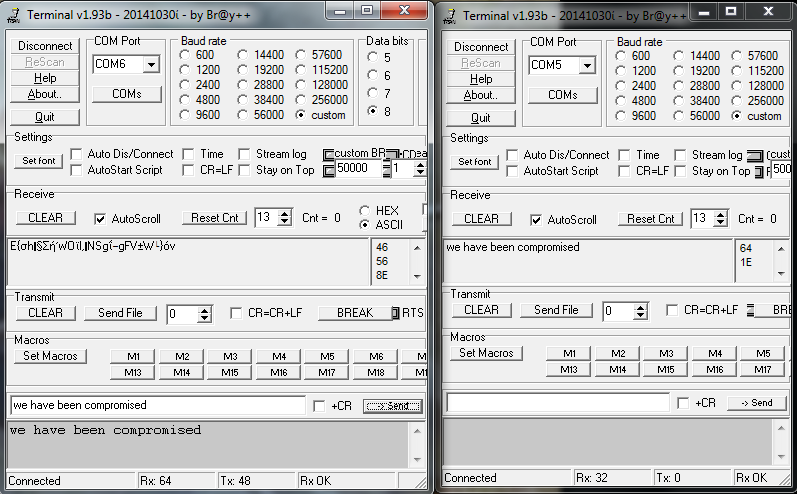 Terminal v1.93b - 20141030ί - by Br@y++
Disconnect
ReScan
Help
About..
Quit
COM Port
COM6
COMs
Baud rate
600 14400 57600
1200 19200 115200
2400 28800 128000
4800 38400 256000
9600 56000 custom
Data bits
5
6
7
8
Settings
Set font
Auto Dis/Connect Time Stream log custom BR
AutoStart Script CR=LF Stay on Top 50000 1
Receive
CLEAR AutoScroll Reset Cnt 13 Cnt = 0
HEX
ASCII
46
56
8E
Transmit
CLEAR Send File 0 CR=CR+LF BREAK RTS
Macros
Set Macros
M1 M2 M3 M4 M5 M6 M
M13 M14 M15 M16 M17 M18 M1
we have been compromised +CR -> Send
we have been compromised
Connected Rx: 64 Tx: 48 Rx OK
Terminal v1.93b - 20141030ί - by Br@y++
Disconnect
ReScan
Help
About..
Quit
COM Port
COM5
COMs
Baud rate
600 14400 57600
1200 19200 115200
2400 28800 128000
4800 38400 256000
9600 56000 custom
Settings
Set font
Auto Dis/Connect Time Stream log
AutoStart Script CR=LF Stay on Top 500
Receive
CLEAR AutoScroll Reset Cnt 13 Cnt = 0
we have been compromised
64
1E
Transmit
CLEAR Send File 0 CR=CR+LF BRE
Macros
Set Macros
M1 M2 M3 M4 M5
M13 M14 M15 M16 M17
+CR -> Send
Connected Rx: 32 Tx: 0 Rx OK